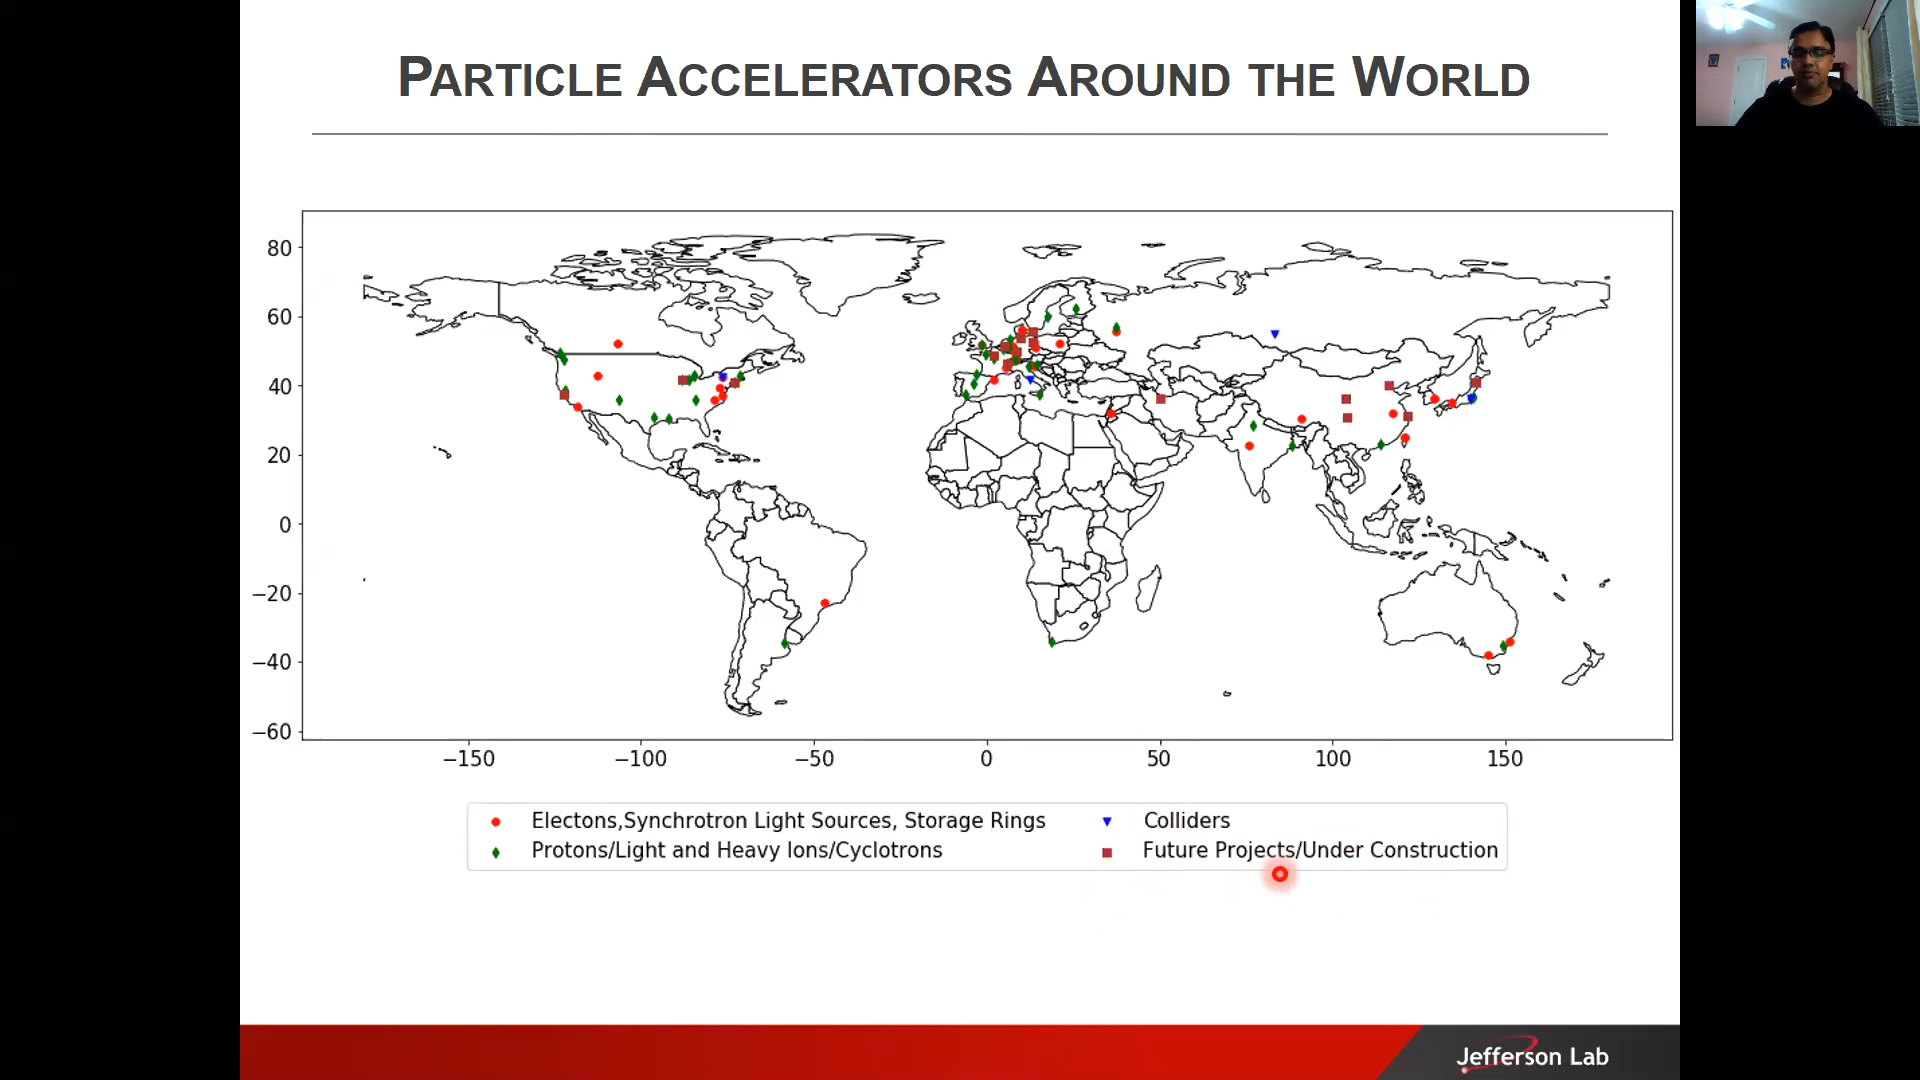 PARTICLE ACCELERATORS AROUND THE WORLD
80
60
40
20
0
−20
−40
−60
−150
−100
−50
0
50
100
150
Electons,Synchrotron Light Sources, Storage Rings
Colliders
Protons/Light and Heavy Ions/Cyclotrons
Future Projects/Under Construction
Jefferson Lab